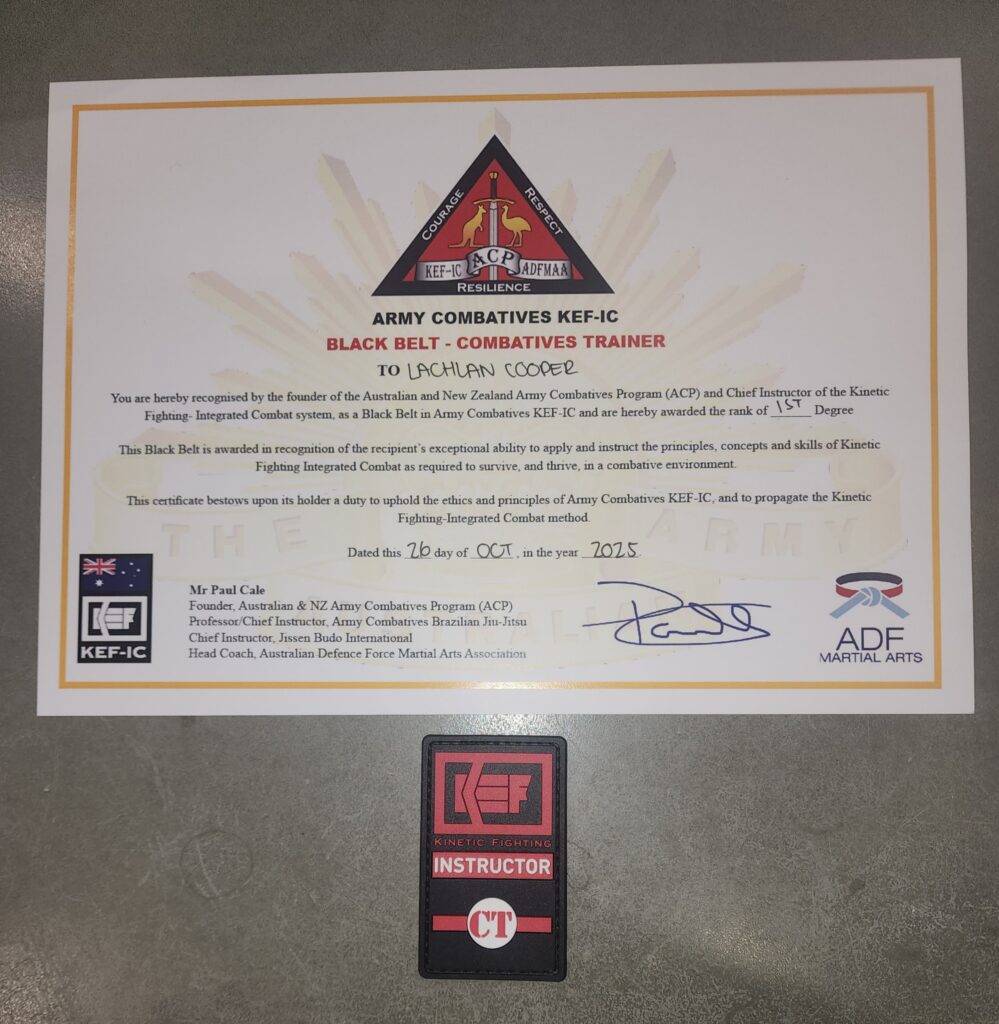 COURAGE
RESPECT
KEF-IC ACP ADFMAA
RESILIENCE
ARMY COMBATIVES KEF-IC
BLACK BELT - COMBATIVES TRAINER
TO LACHLAN COOPER
You are hereby recognised by the founder of the Australian and New Zealand Army Combatives Program (ACP) and Chief Instructor of the Kinetic
Fighting- Integrated Combat system, as a Black Belt in Army Combatives KEF-IC and are hereby awarded the rank of 1ST Degree
This Black Belt is awarded in recognition of the recipient's exceptional ability to apply and instruct the principles, concepts and skills of Kinetic
Fighting Integrated Combat as required to survive, and thrive, in a combative environment.
This certificate bestows upon its holder a duty to uphold the ethics and principles of Army Combatives KEF-IC, and to propagate the Kinetic
Fighting-Integrated Combat method.
THE ARMY
Dated this 26 day of OCT, in the year 2025.
KEF
KEF-IC
Mr Paul Cale
Founder, Australian & NZ Army Combatives Program (ACP)
Professor/Chief Instructor, Army Combatives Brazilian Jiu-Jitsu
Chief Instructor, Jissen Budo International
Head Coach, Australian Defence Force Martial Arts Association
ADF
MARTIAL ARTS
KEF
KINETIC FIGHTING
INSTRUCTOR
CT